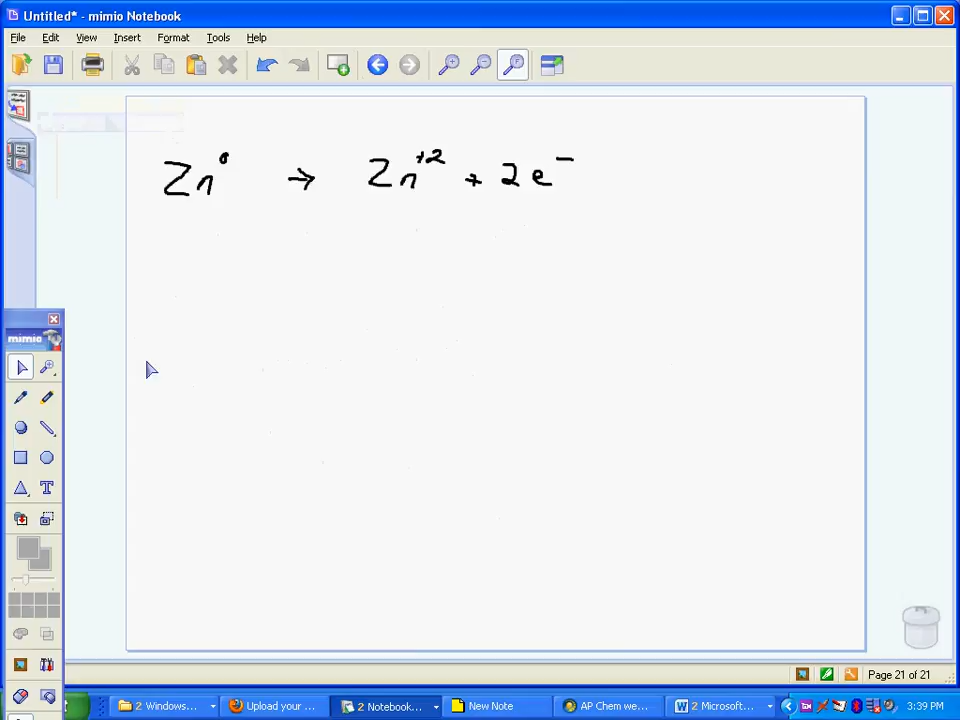 Untitled* - mimio Notebook
File Edit View Insert Format Tools Help
Zn⁰ → Zn⁺² + 2e⁻
mimio
T
Page 21 of 21
2 Windows... Upload your ... 2 Notebook... New Note AP Chem we... 2 Microsoft... 3:39 PM